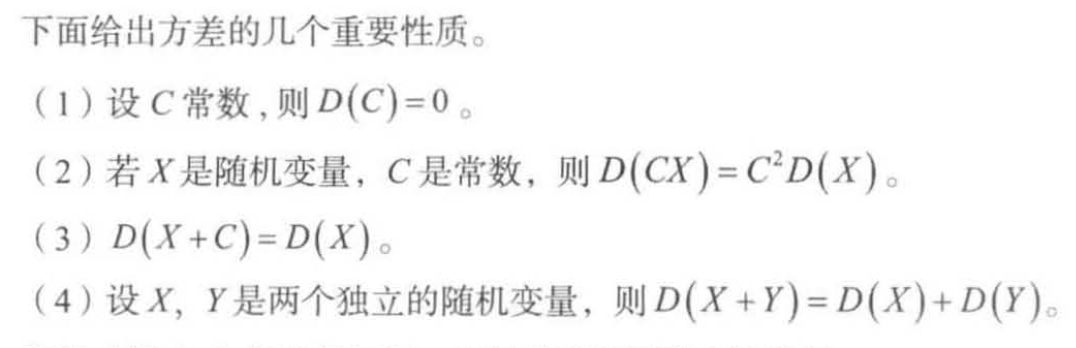 下面给出方差的几个重要性质。
（1）设 C 常数，则 D(C)=0 。
（2）若 X 是随机变量，C 是常数，则 D(CX)=C²D(X)。
（3）D(X+C)=D(X)。
（4）设 X，Y 是两个独立的随机变量，则 D(X+Y)=D(X)+D(Y)。